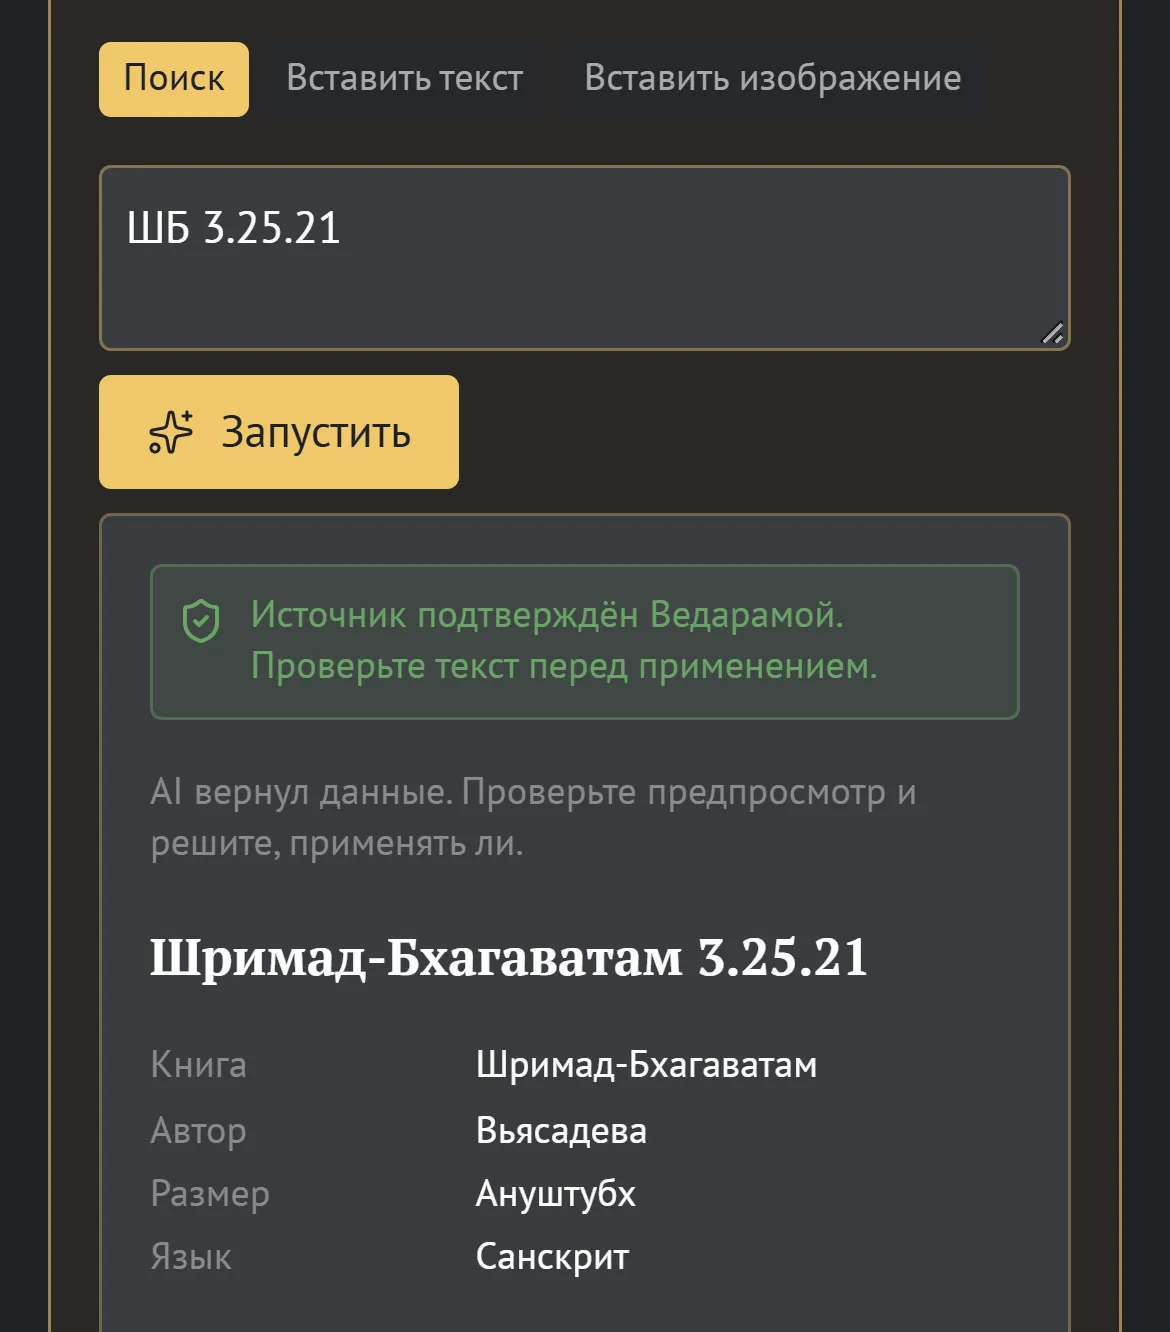 Поиск
Вставить текст
Вставить изображение
ШБ 3.25.21
Запустить
Источник подтверждён Ведарамой.
Проверьте текст перед применением.
AI вернул данные. Проверьте предпросмотр и
решите, применять ли.
Шримад-Бхагаватам 3.25.21
Книга Шримад-Бхагаватам
Автор Вьясадева
Размер Ануштубх
Язык Санскрит